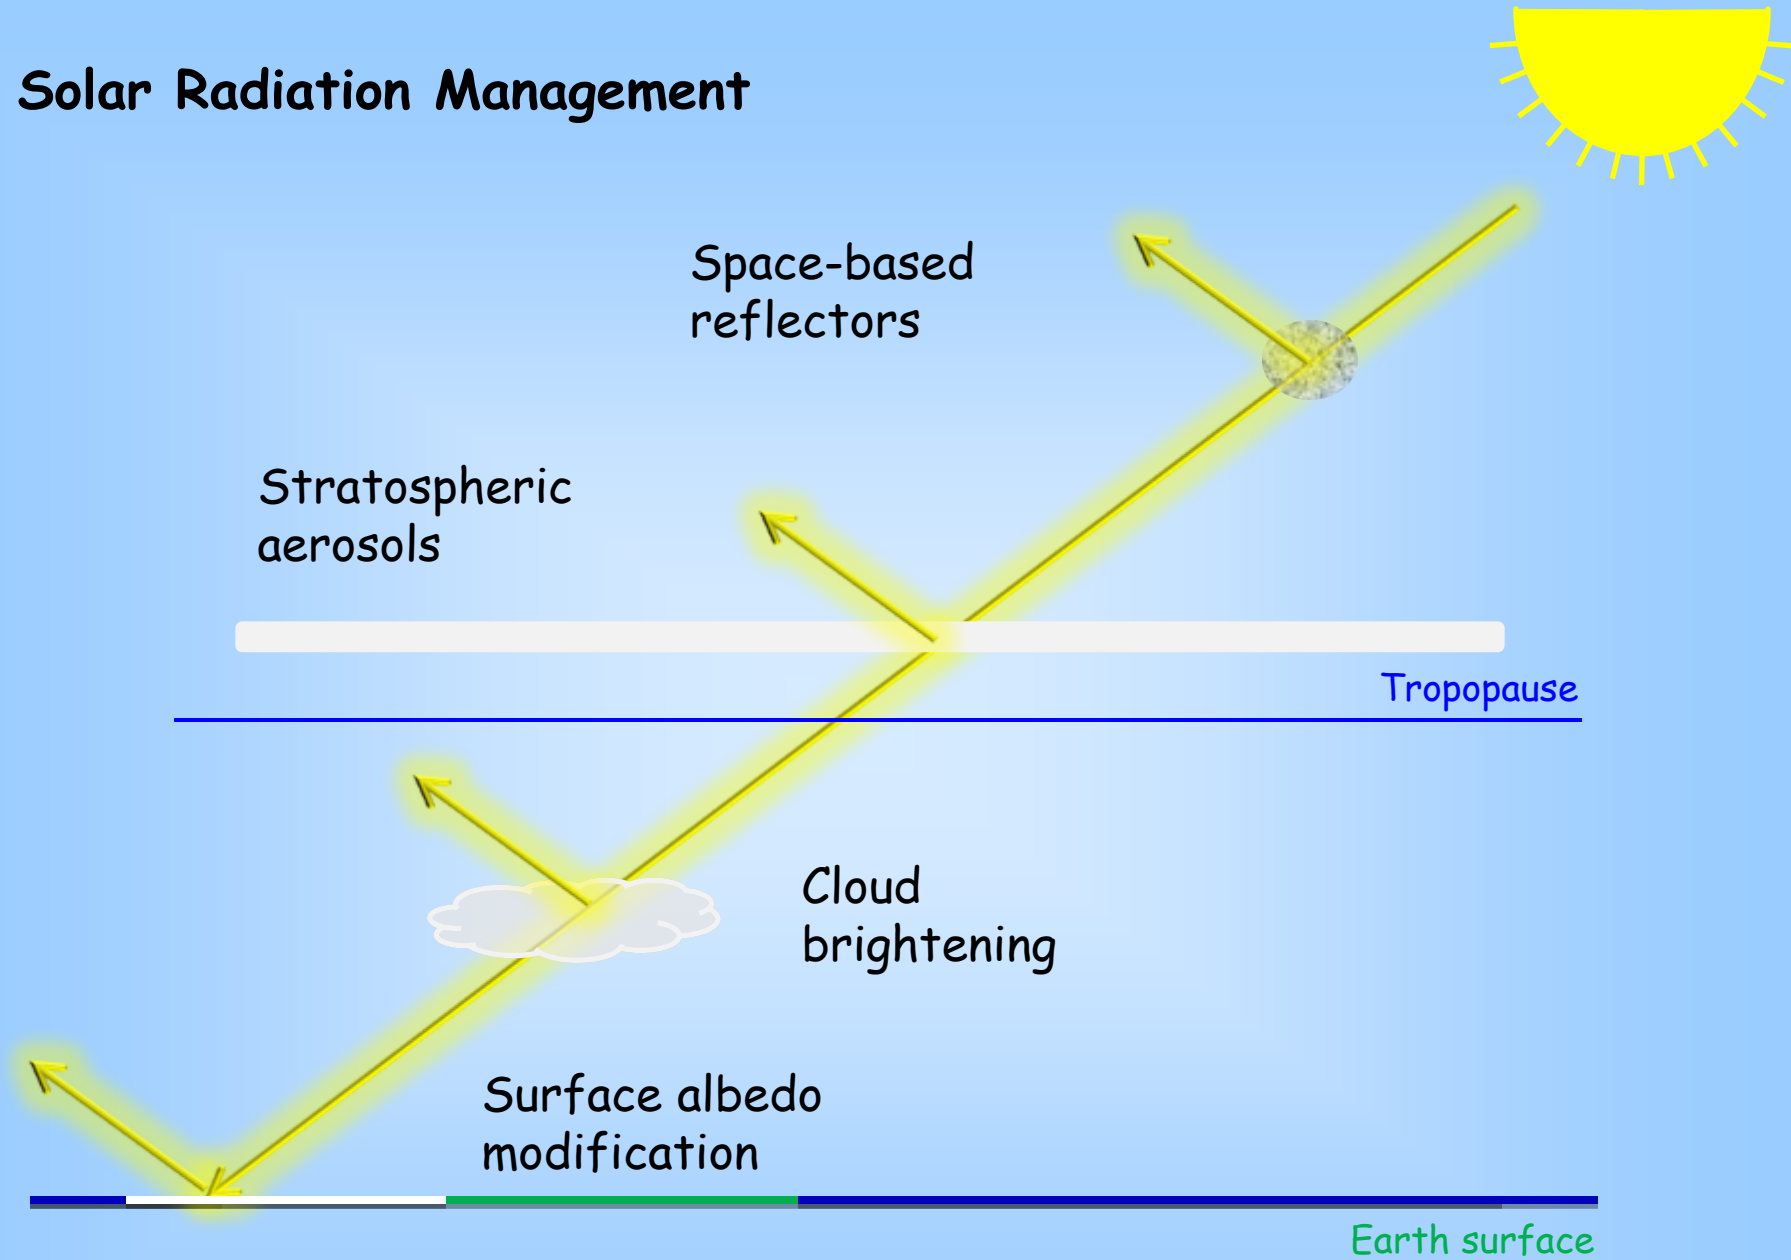 Solar Radiation Management
Space-based
reflectors
Stratospheric
aerosols
Tropopause
Cloud
brightening
Surface albedo
modification
Earth surface